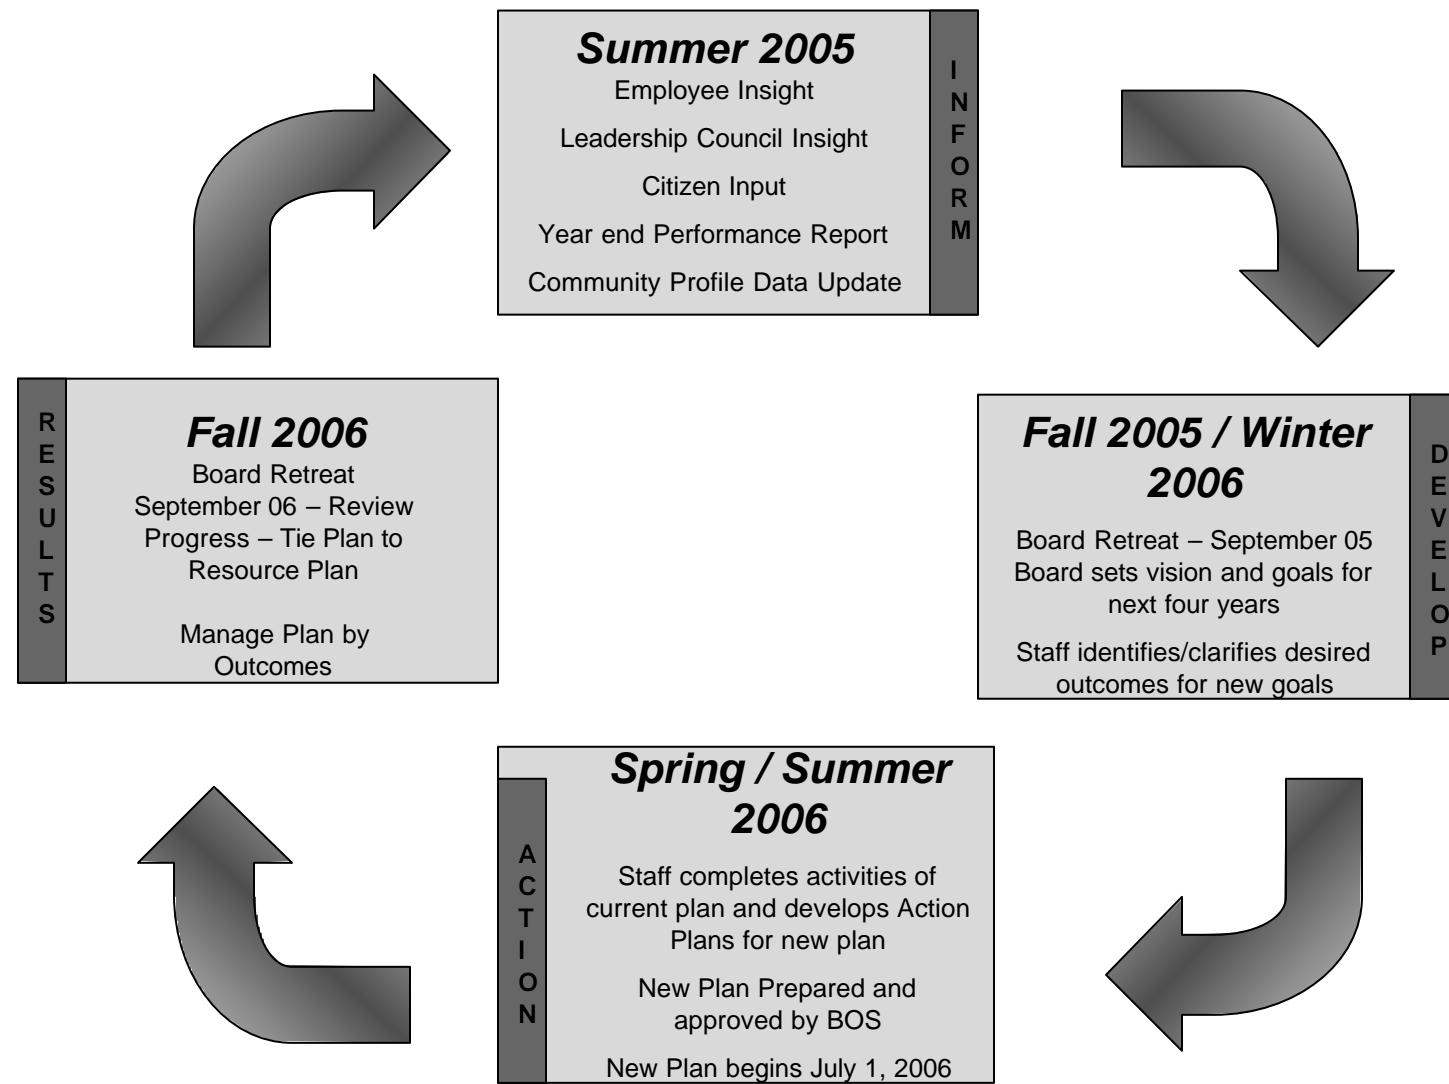 Summer 2005
Employee Insight
Leadership Council Insight
Citizen Input
Year end Performance Report
Community Profile Data Update
INFORM
Fall 2005 / Winter
2006
Board Retreat – September 05
Board sets vision and goals for
next four years
Staff identifies/clarifies desired
outcomes for new goals
DEVELOP
Spring / Summer
2006
Staff completes activities of
current plan and develops Action
Plans for new plan
New Plan Prepared and
approved by BOS
New Plan begins July 1, 2006
ACTION
Fall 2006
Board Retreat
September 06 – Review
Progress – Tie Plan to
Resource Plan
Manage Plan by
Outcomes
RESULTS